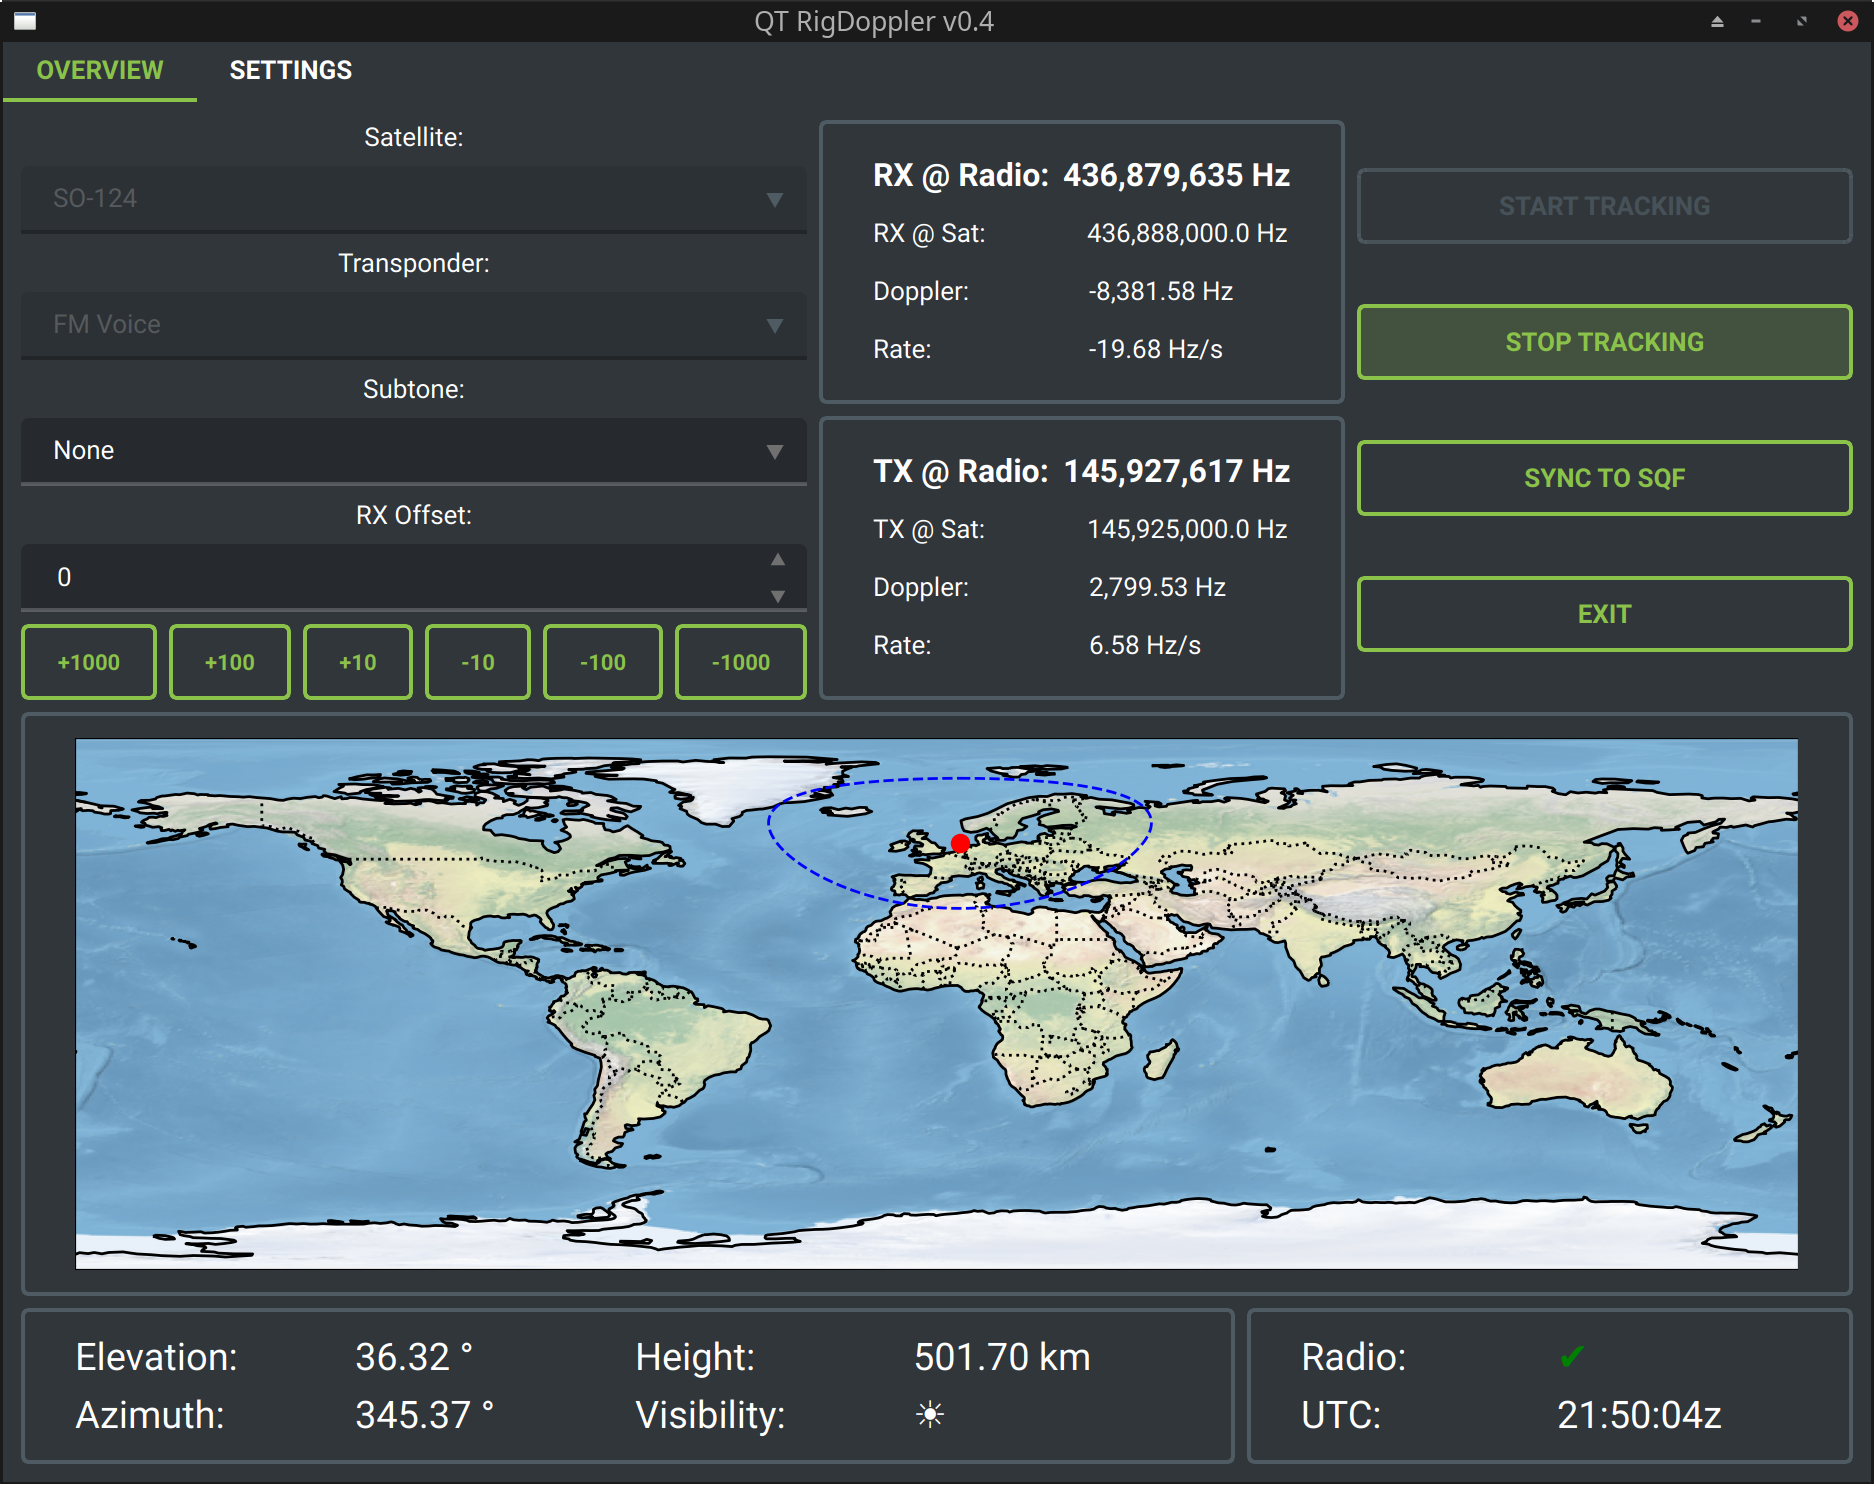 QT RigDoppler v0.4
OVERVIEW SETTINGS
Satellite:
SO-124
Transponder:
FM Voice
Subtone:
None
RX Offset:
0
+1000 +100 +10 -10 -100 -1000
RX @ Radio: 436,879,635 Hz
RX @ Sat: 436,888,000.0 Hz
Doppler: -8,381.58 Hz
Rate: -19.68 Hz/s
TX @ Radio: 145,927,617 Hz
TX @ Sat: 145,925,000.0 Hz
Doppler: 2,799.53 Hz
Rate: 6.58 Hz/s
START TRACKING
STOP TRACKING
SYNC TO SQF
EXIT
Elevation: 36.32 ° Height: 501.70 km
Azimuth: 345.37 ° Visibility: ☀
Radio: ✔
UTC: 21:50:04z